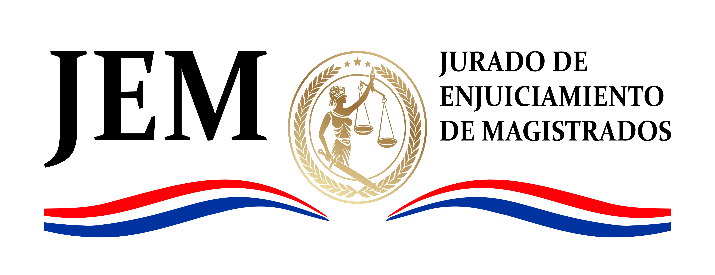 JEM
JURADO DE
ENJUICIAMIENTO
DE MAGISTRADOS